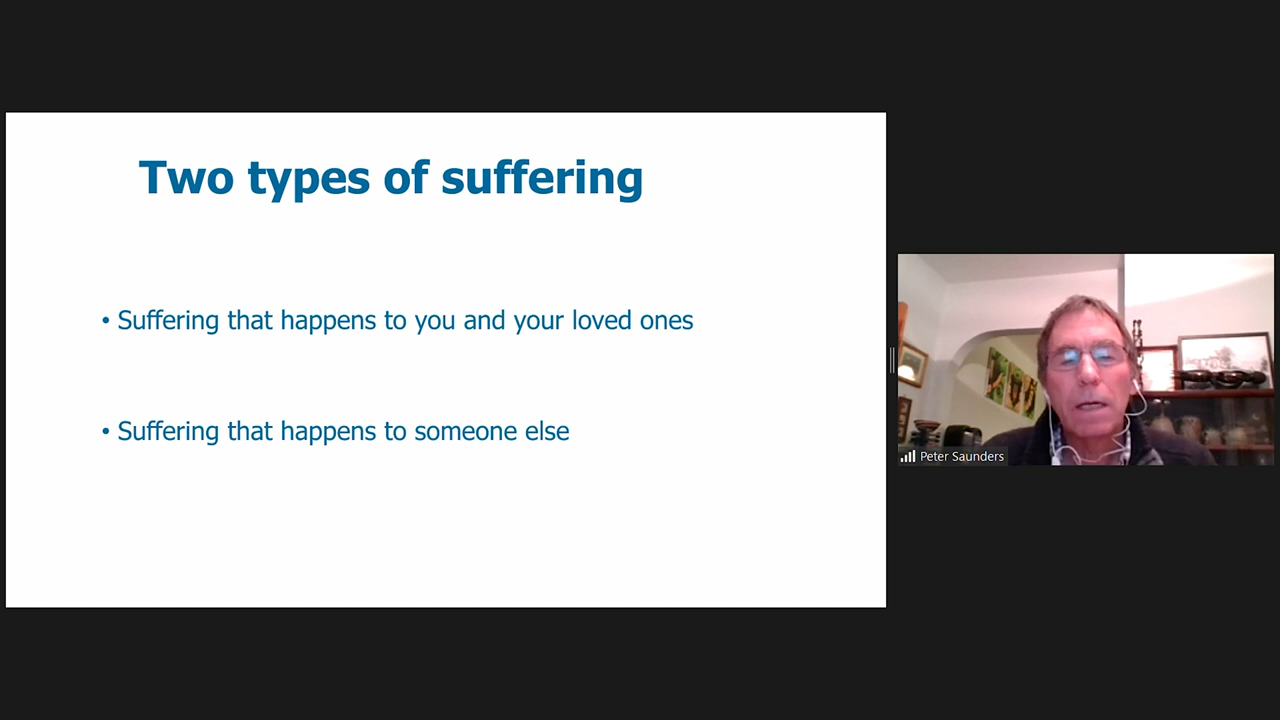 Two types of suffering
• Suffering that happens to you and your loved ones
• Suffering that happens to someone else
Peter Saunders